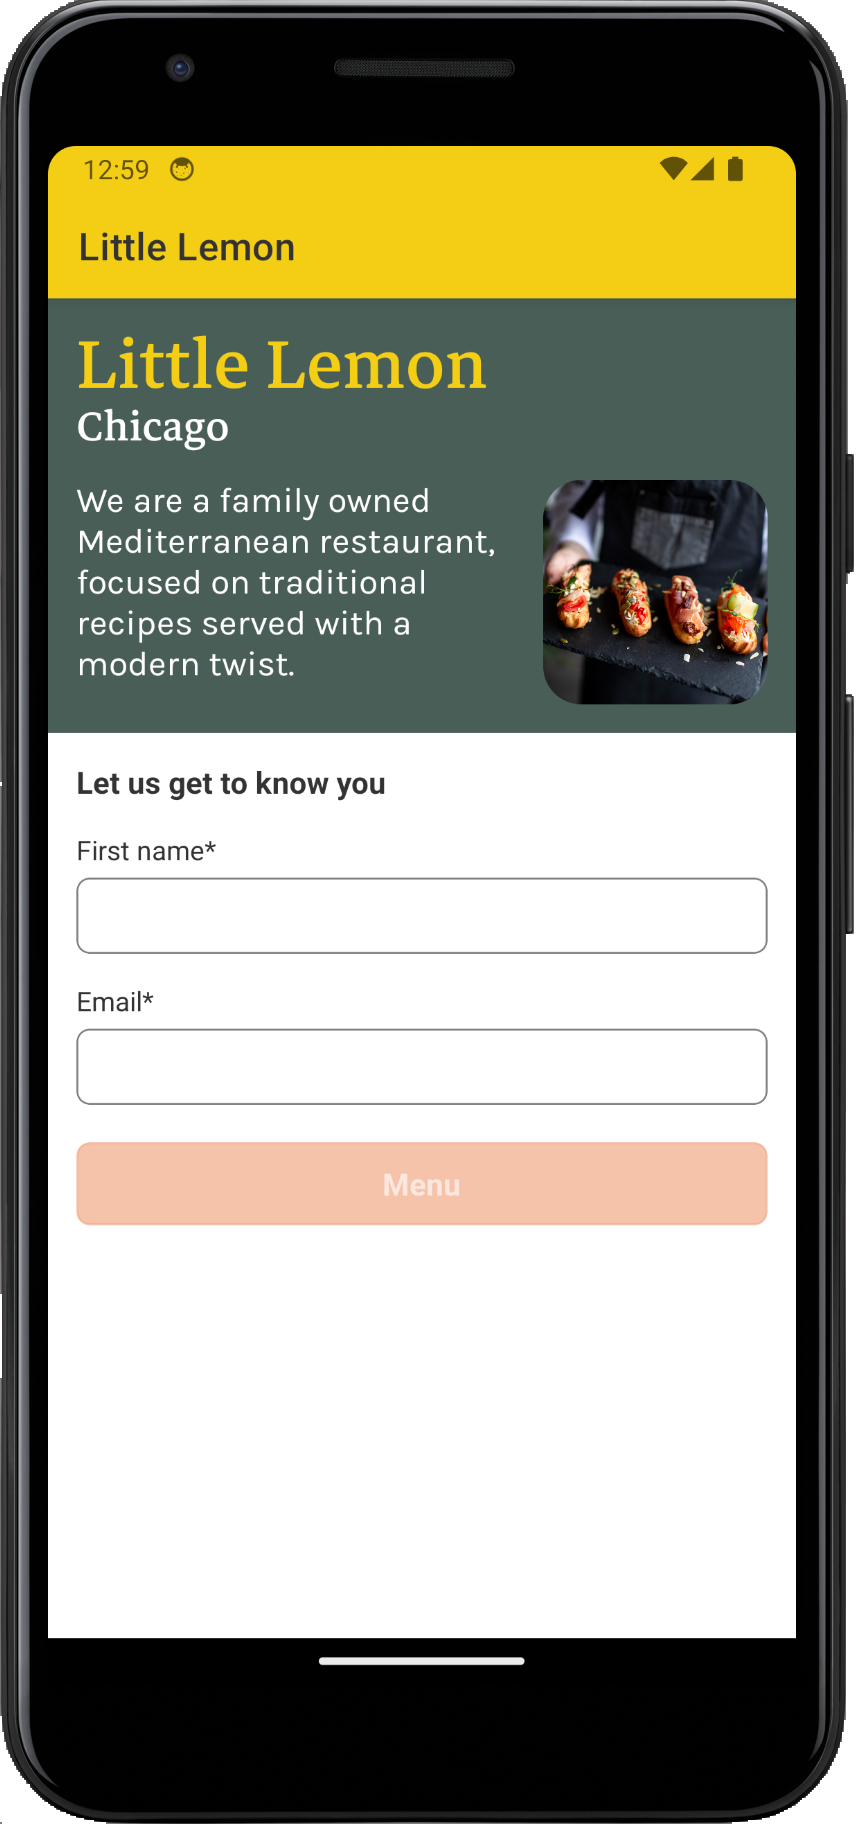 12:59
Little Lemon
Little Lemon
Chicago
We are a family owned
Mediterranean restaurant,
focused on traditional
recipes served with a
modern twist.
Let us get to know you
First name*
Email*
Menu